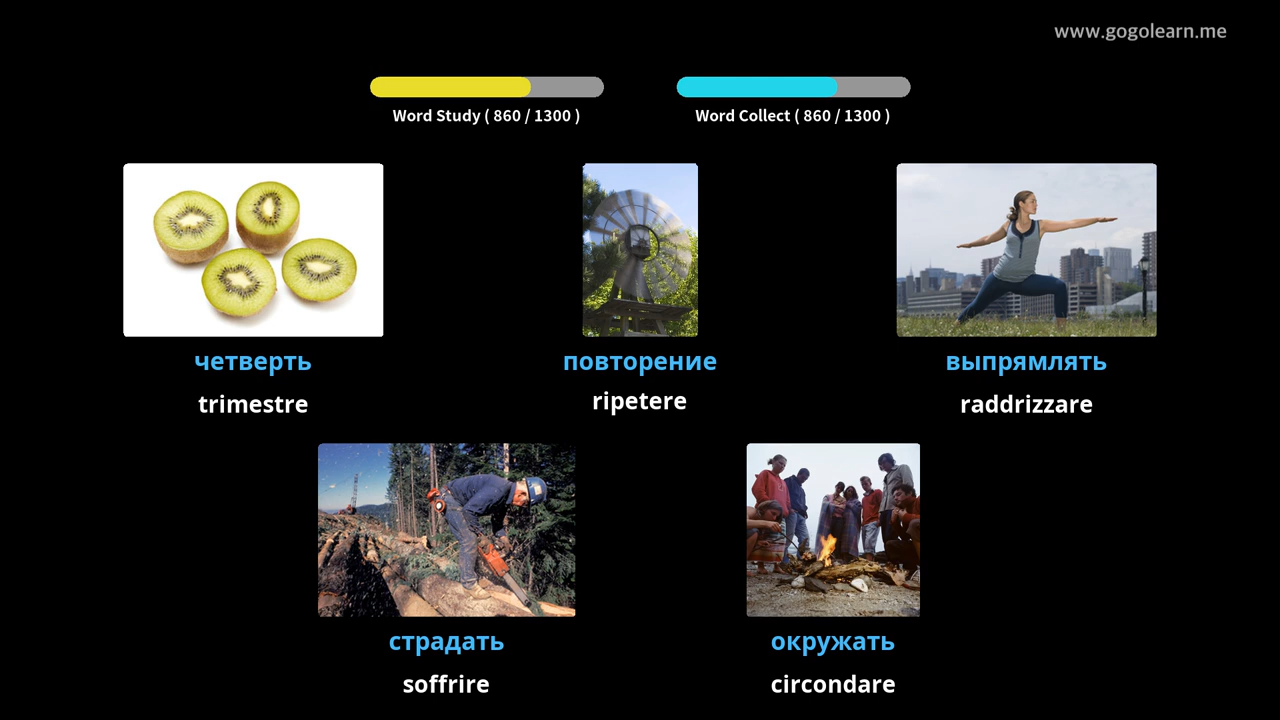 www.gogolearn.me
Word Study ( 860 / 1300 )
Word Collect ( 860 / 1300 )
четверть
trimestre
повторение
ripetere
выпрямлять
raddrizzare
страдать
soffrire
окружать
circondare